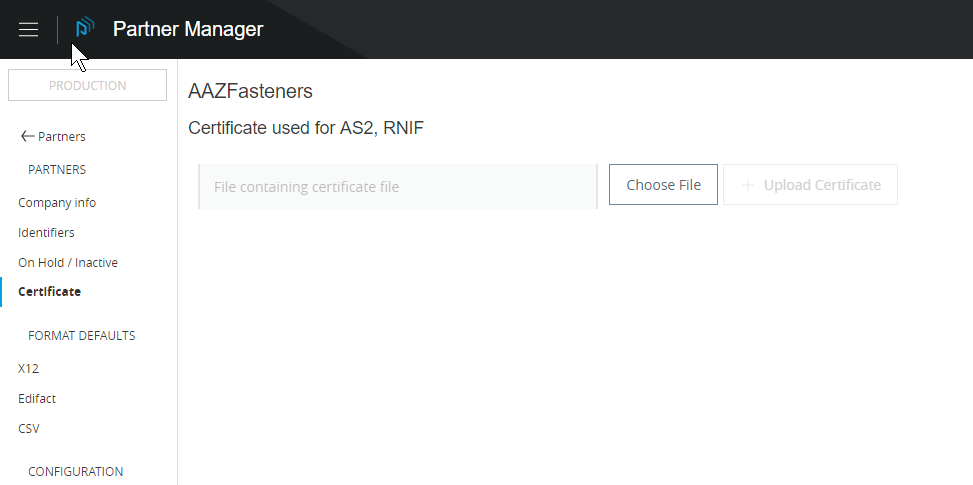 Partner Manager
PRODUCTION
Partners
PARTNERS
Company info
Identifiers
On Hold / Inactive
Certificate
FORMAT DEFAULTS
X12
Edifact
CSV
CONFIGURATION
AAZFasteners
Certificate used for AS2, RNIF
File containing certificate file
Choose File
Upload Certificate